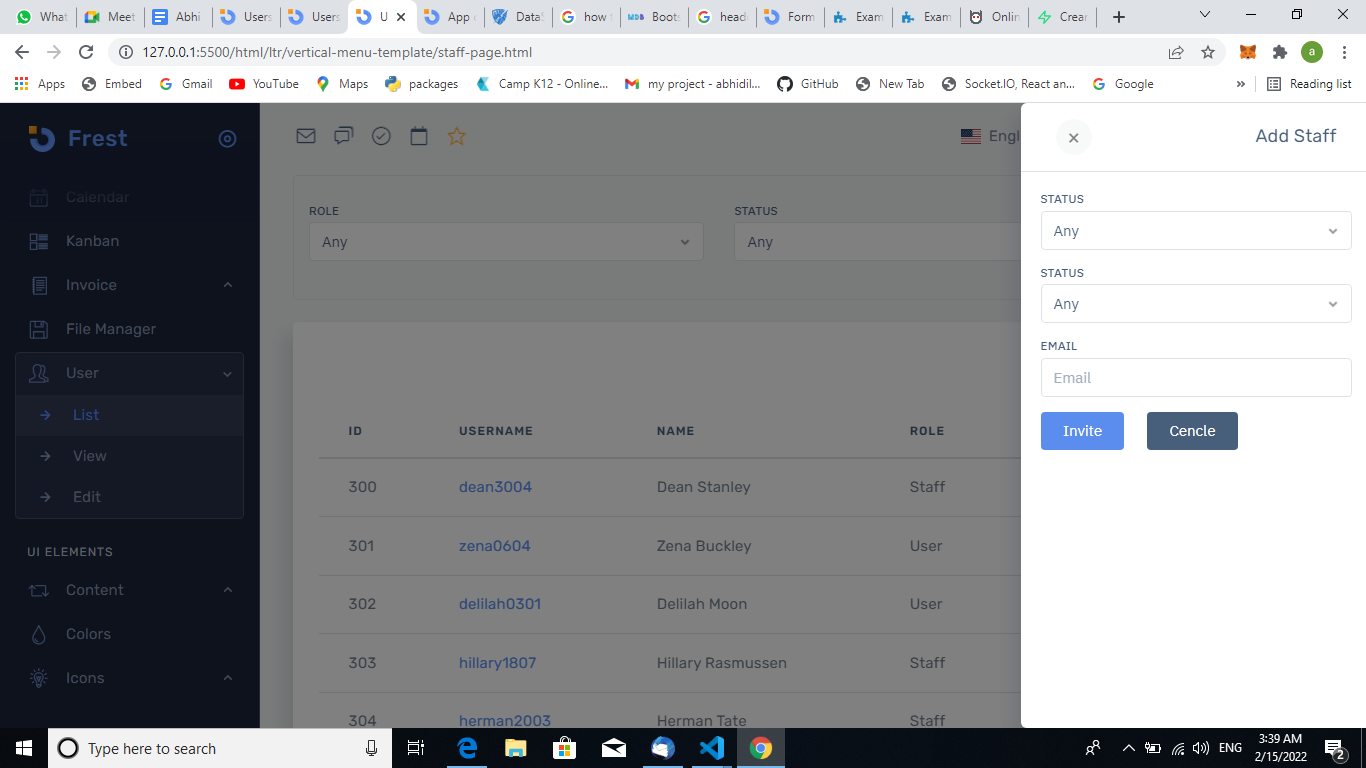 What
Meet
Abhi
Users
Users
U
App
Data
how
MDB Boots
head
Form
Exam
Exam
Onlin
Crear
127.0.0.1:5500/html/ltr/vertical-menu-template/staff-page.html
a
Apps
Embed
Gmail
YouTube
Maps
packages
Camp K12 - Online...
my project - abhidil...
GitHub
New Tab
Socket.IO, React an...
Google
»
Reading list
Frest
Calendar
Kanban
Invoice
File Manager
User
List
View
Edit
UI ELEMENTS
Content
Colors
Icons
Engl
ROLE
Any
STATUS
Any
ID USERNAME NAME ROLE
300 dean3004 Dean Stanley Staff
301 zena0604 Zena Buckley User
302 delilah0301 Delilah Moon User
303 hillary1807 Hillary Rasmussen Staff
304 herman2003 Herman Tate Staff
Add Staff
STATUS
Any
STATUS
Any
EMAIL
Email
Invite
Cencle
Type here to search
ENG
3:39 AM
2/15/2022
2